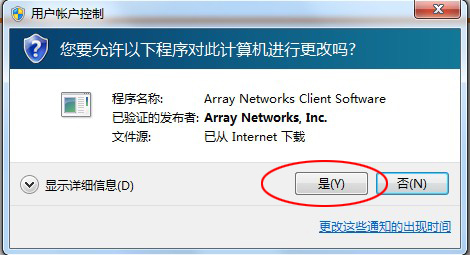 用户帐户控制
您要允许以下程序对此计算机进行更改吗?
程序名称: Array Networks Client Software
已验证的发布者: Array Networks, Inc.
文件源: 已从 Internet 下载
显示详细信息(D)
是(Y)
否(N)
更改这些通知的出现时间